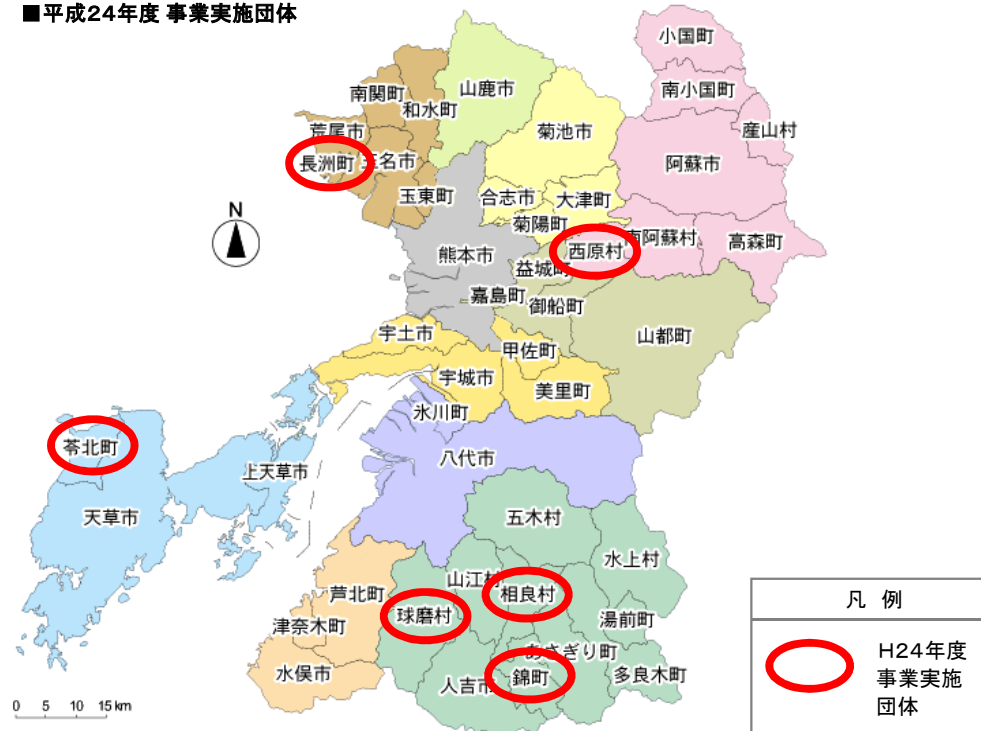 ■平成24年度 事業実施団体
小国町
南関町
山鹿市
南小国町
和水町
荒尾市
菊池市
産山村
長洲町
玉名市
阿蘇市
玉東町
合志市
大津町
菊陽町
N
熊本市
西原村
南阿蘇村
高森町
益城町
嘉島町
御船町
宇土市
甲佐町
山都町
宇城市
美里町
氷川町
苓北町
八代市
上天草市
天草市
五木村
水上村
山江村
芦北町
相良村
球磨村
湯前町
津奈木町
あさぎり町
水俣市
人吉市
錦町
多良木町
0 5 10 15 km
凡 例
H24年度
事業実施
団体